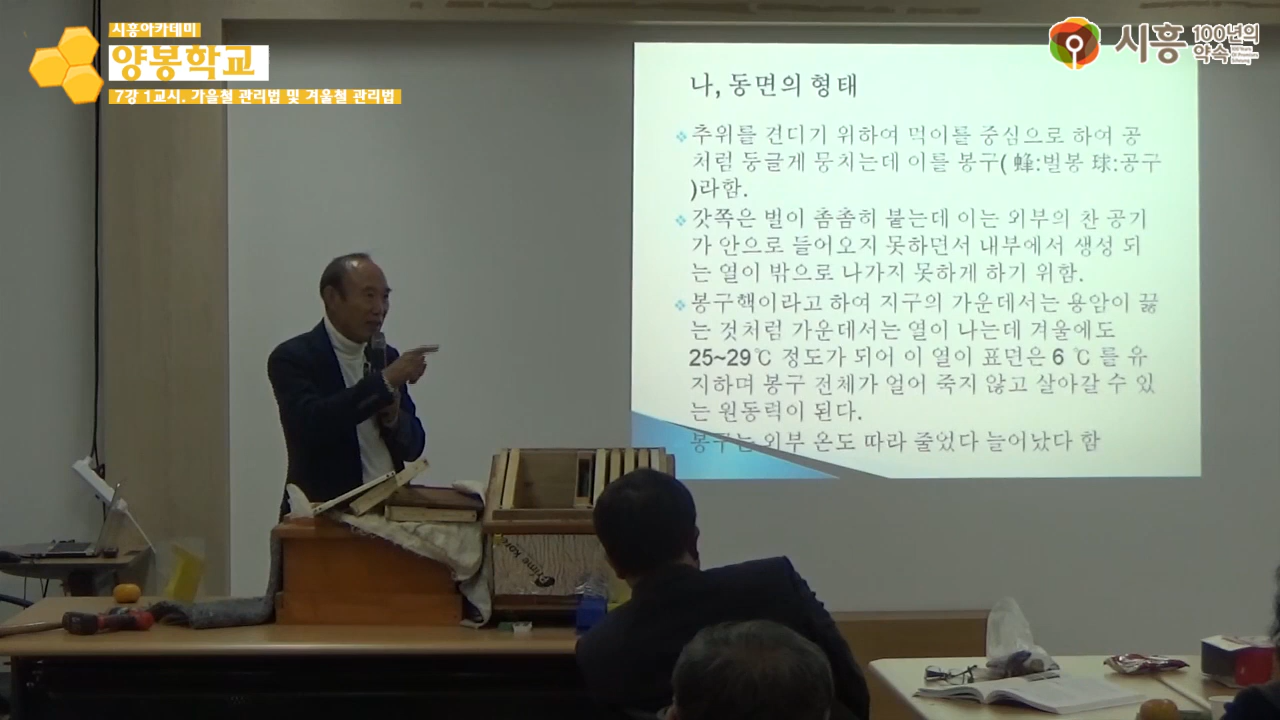 시흥아카데미
양봉학교
7강 1교시. 가을철 관리법 및 겨울철 관리법
시흥 100년의
약속
나, 동면의 형태
추위를 견디기 위하여 먹이를 중심으로 하여 공
처럼 둥글게 뭉치는데 이를 봉구( 蜂:벌봉 球:공구
)라함.
갓쪽은 벌이 촘촘히 붙는데 이는 외부의 찬 공기
가 안으로 들어오지 못하면서 내부에서 생성 되
는 열이 밖으로 나가지 못하게 하기 위함.
봉구핵이라고 하여 지구의 가운데서는 용암이 끓
는 것처럼 가운데서는 열이 나는데 겨울에도
25~29℃ 정도가 되어 이 열이 표면은 6 ℃ 를 유
지하며 봉구 전체가 얼어 죽지 않고 살아갈 수 있
는 원동력이 된다.
봉구는 외부 온도 따라 줄었다 늘어났다 함